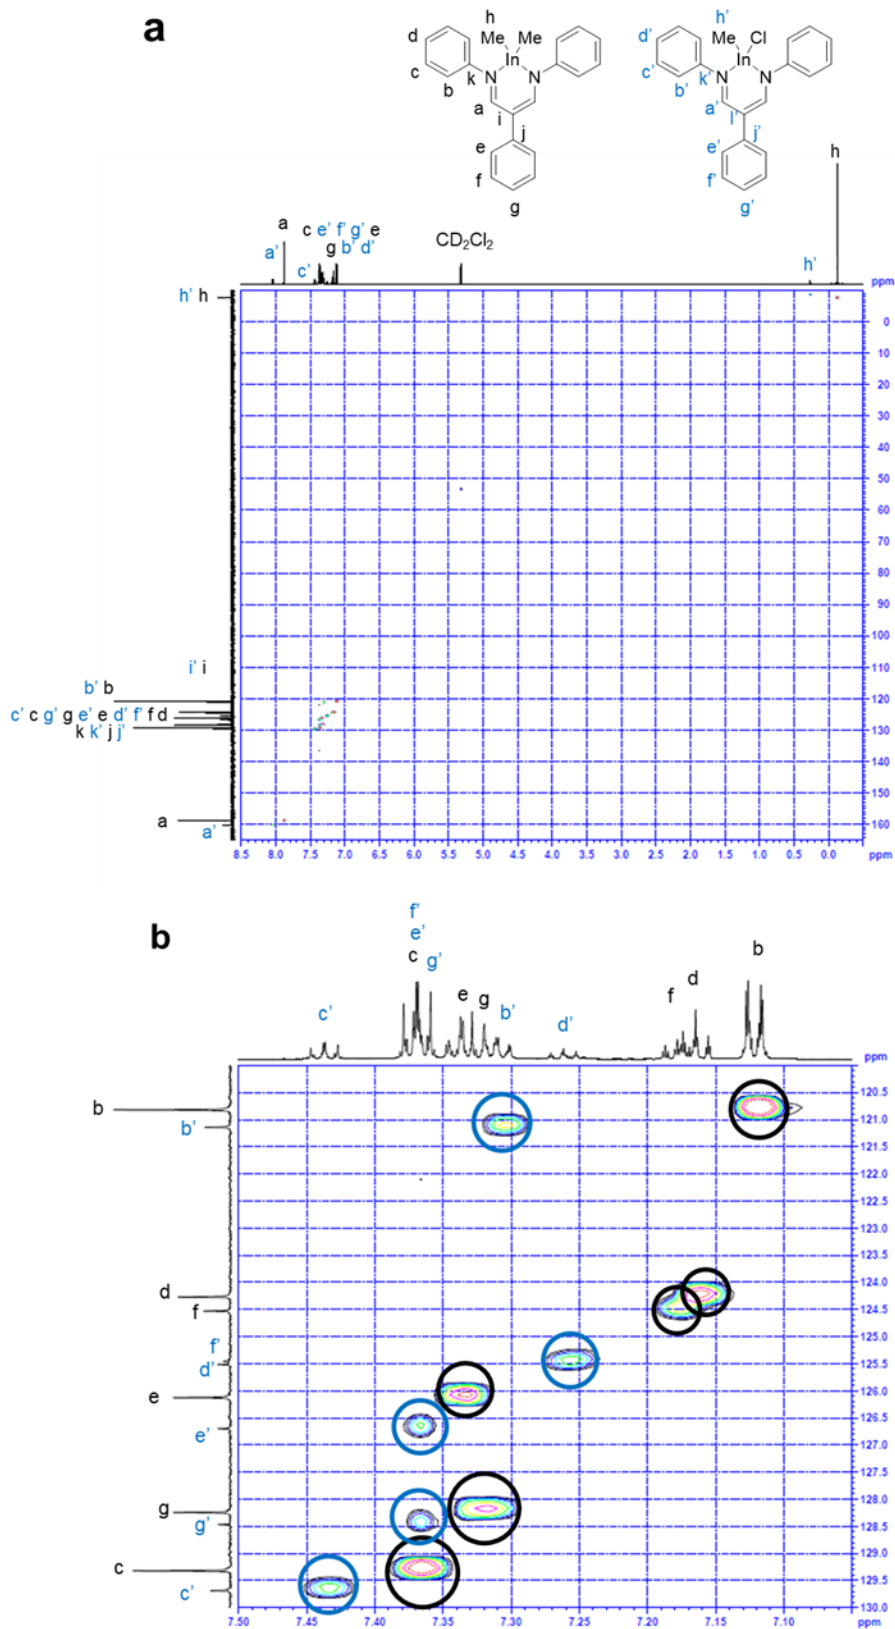 a
h
Me Me
In
N N
d
c
b
k
a
i
j
e
f
g
h'
Me Cl
In
N N
d'
c'
b'
k'
a'
l'
j'
e'
f'
g'
h
a
a'
c e' f' g' e
g b' d'
c'
CD2Cl2
h'
h' h
i' i
b' b
c' c g' g e' e d' f' f d
k k' j j'
a
a'
ppm
0
10
20
30
40
50
60
70
80
90
100
110
120
130
140
150
160
8.5 8.0 7.5 7.0 6.5 6.0 5.5 5.0 4.5 4.0 3.5 3.0 2.5 2.0 1.5 1.0 0.5 0.0 ppm
b
f'
e'
c
g'
c'
e
g
b'
d'
f
d
b
b
b'
d
f
f'
d'
e
e'
g
g'
c
c'
ppm
120.5
121.0
121.5
122.0
122.5
123.0
123.5
124.0
124.5
125.0
125.5
126.0
126.5
127.0
127.5
128.0
128.5
129.0
129.5
130.0
7.50 7.45 7.40 7.35 7.30 7.25 7.20 7.15 7.10 ppm